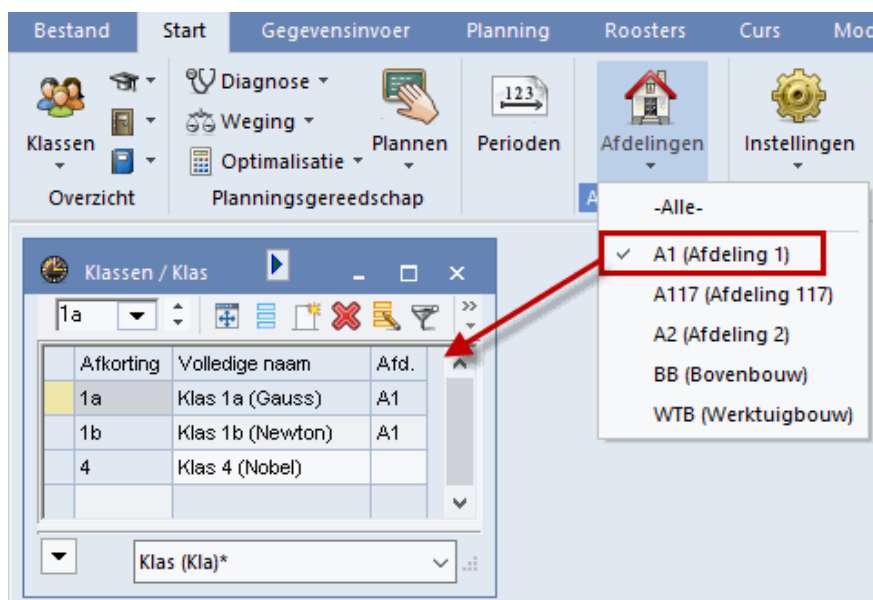 Bestand Start Gegevensinvoer Planning Roosters Curs Mod
Diagnose
Weging
Optimalisatie
Klassen
Plannen
123
Perioden
Afdelingen
Instellingen
Overzicht
Planningsgereedschap
A
-Alle-
A1 (Afdeling 1)
A117 (Afdeling 117)
A2 (Afdeling 2)
BB (Bovenbouw)
WTB (Werktuigbouw)
Klassen / Klas
1a
Afkorting Volledige naam Afd.
1a Klas 1a (Gauss) A1
1b Klas 1b (Newton) A1
4 Klas 4 (Nobel)
Klas (Kla)*